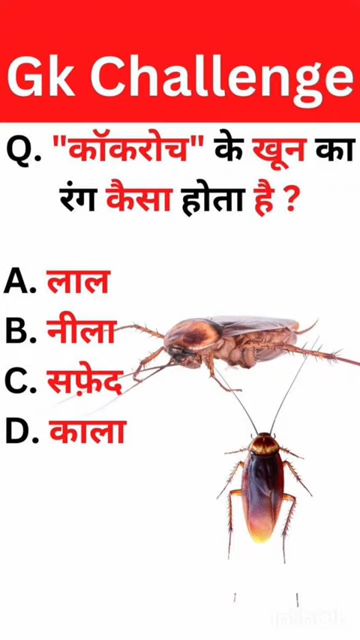 Gk Challenge
Q. "कॉकरोच" के खून का
रंग कैसा होता है ?
A. लाल
B. नीला
C. सफ़ेद
D. काला